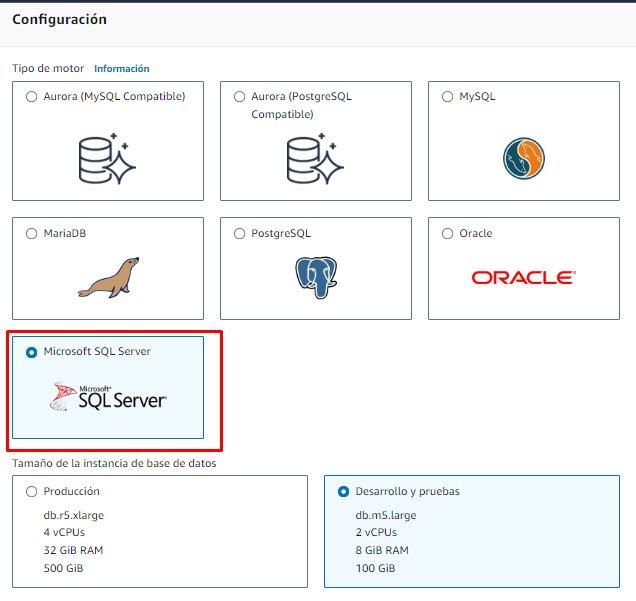 Configuración
Tipo de motor Información
Aurora (MySQL Compatible)
Aurora (PostgreSQL
Compatible)
MySQL
MariaDB
PostgreSQL
Oracle
ORACLE
Microsoft SQL Server
Microsoft
SQL Server
Tamaño de la instancia de base de datos
Producción
db.r5.xlarge
4 vCPUs
32 GiB RAM
500 GiB
Desarrollo y pruebas
db.m5.large
2 vCPUs
8 GiB RAM
100 GiB